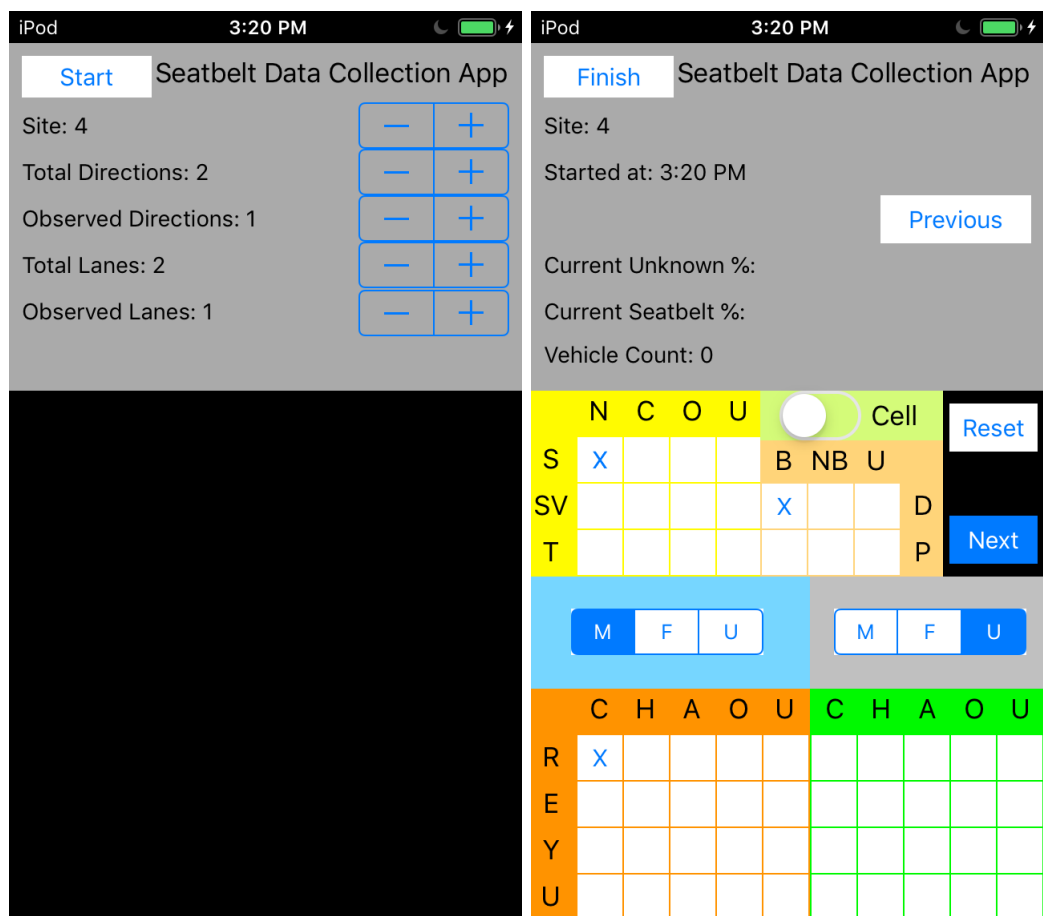 iPod 3:20 PM
Start Seatbelt Data Collection App
Site: 4 — +
Total Directions: 2 — +
Observed Directions: 1 — +
Total Lanes: 2 — +
Observed Lanes: 1 — +
iPod 3:20 PM
Finish Seatbelt Data Collection App
Site: 4
Started at: 3:20 PM
Previous
Current Unknown %:
Current Seatbelt %:
Vehicle Count: 0
N C O U Cell Reset
S X B NB U
SV X D
T P Next
M F U M F U
C H A O U C H A O U
R X
E
Y
U